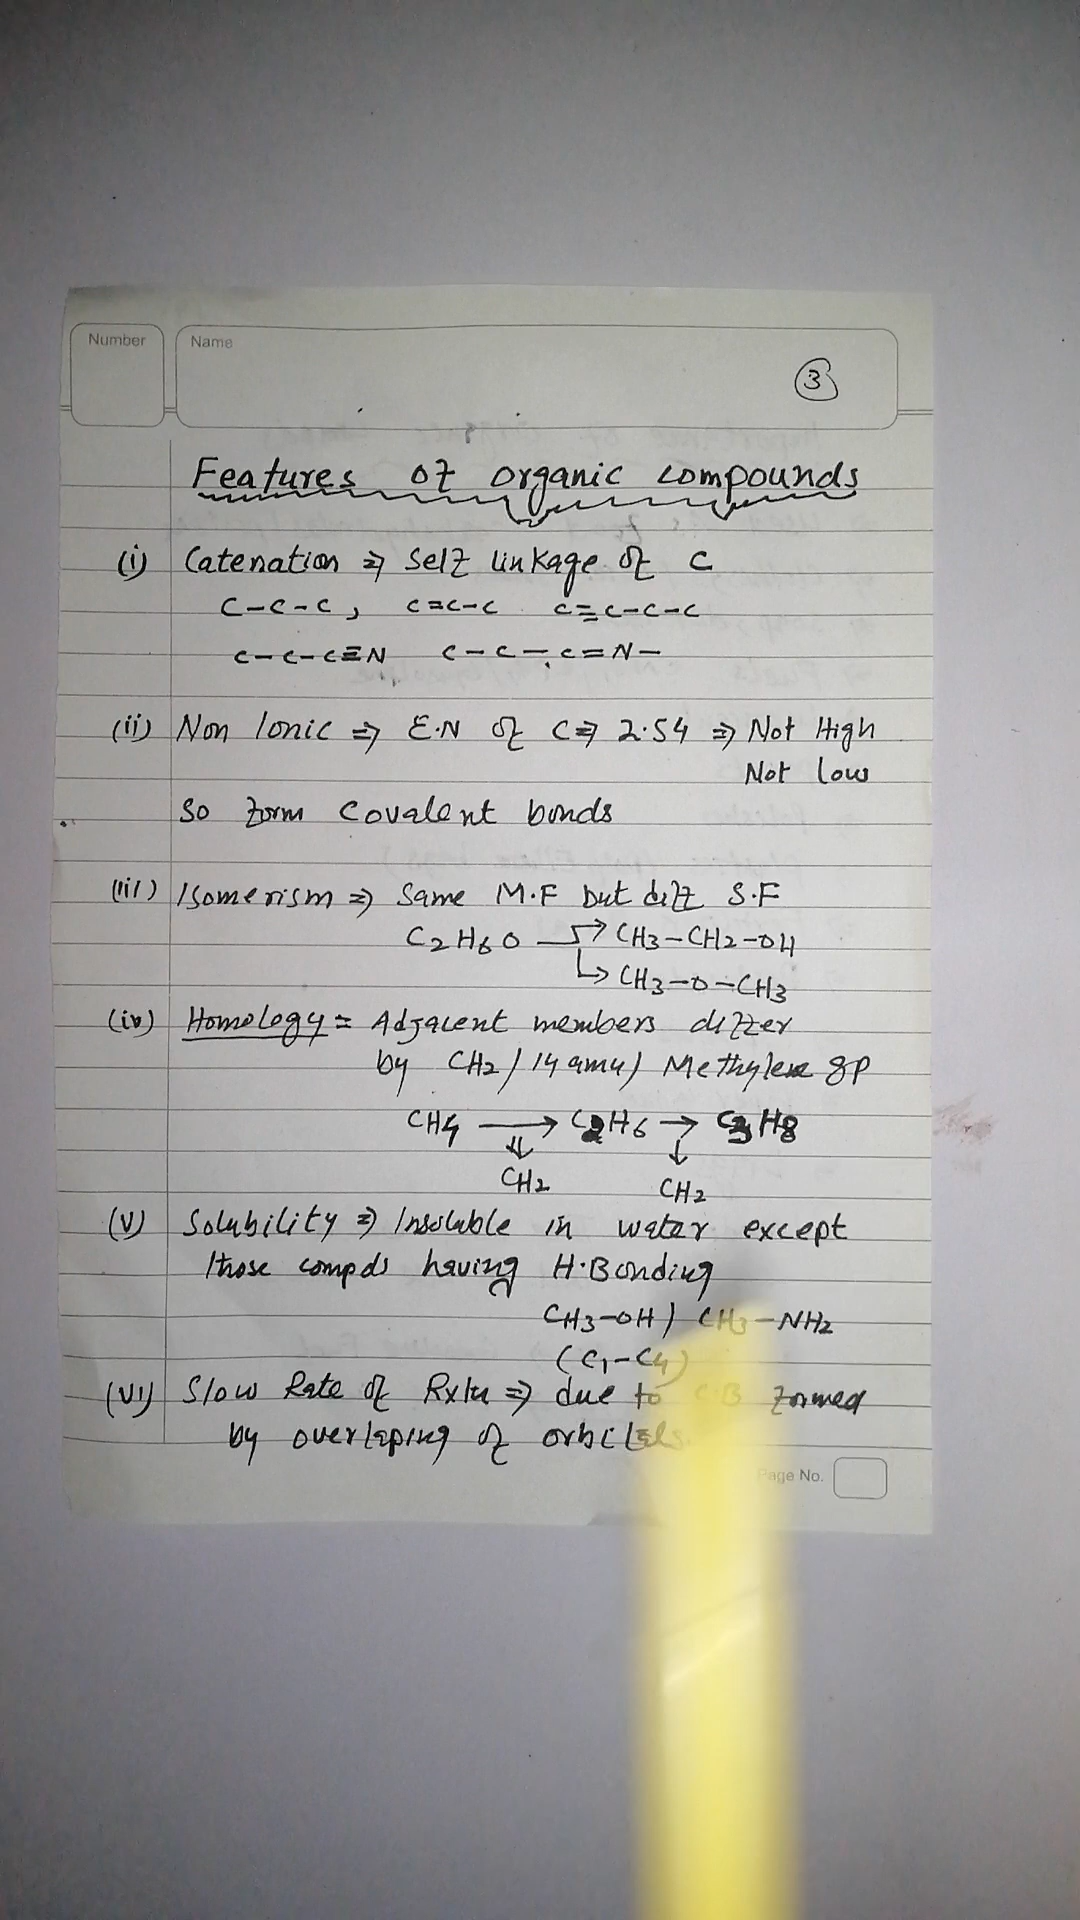 Number
Name
3
Features of organic compounds
(i) Catenation ⇒ Self linkage of C
C-C-C, C=C-C C≡C-C-C
C-C-C≡N C-C-C=N-
(ii) Non Ionic ⇒ E.N of C ⇒ 2.54 ⇒ Not High
Not Low
So form Covalent bonds
(iii) Isomerism ⇒ Same M.F but diff S.F
C2H6O → CH3-CH2-OH
→ CH3-O-CH3
(iv) Homology = Adjacent members differ
by CH2 / 14 amu / Methylene gp
CH4 → C2H6 → C3H8
CH2 CH2
(v) Solubility ⇒ Insoluble in water except
those compds having H.Bonding
CH3-OH / CH3-NH2
(C1-C4)
(vi) Slow Rate of Rxtn ⇒ due to C.B formed
by overlaping of orbitals.
Page No.